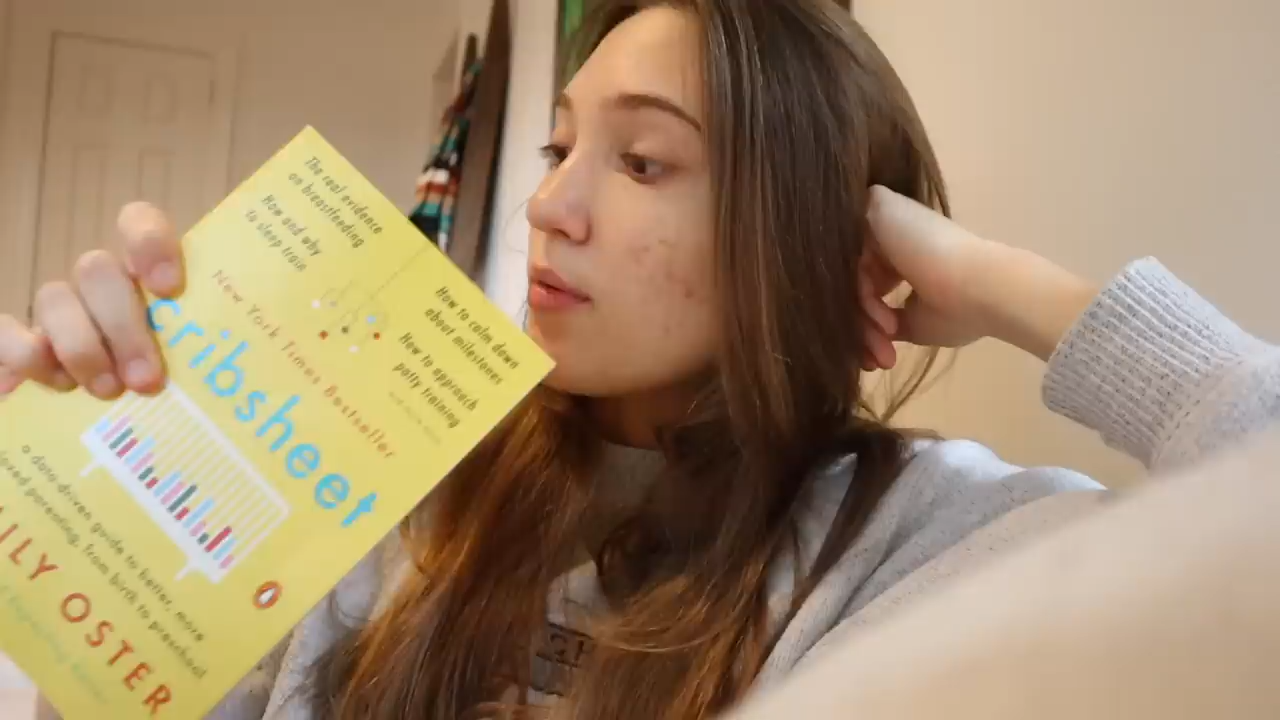 The real evidence
on breastfeeding
How and why
to sleep train
How to calm down
about milestones
How to approach
potty training
New York Times Bestseller
cribsheet
a data-driven guide to better, more
parenting, from birth to preschool
OSTER